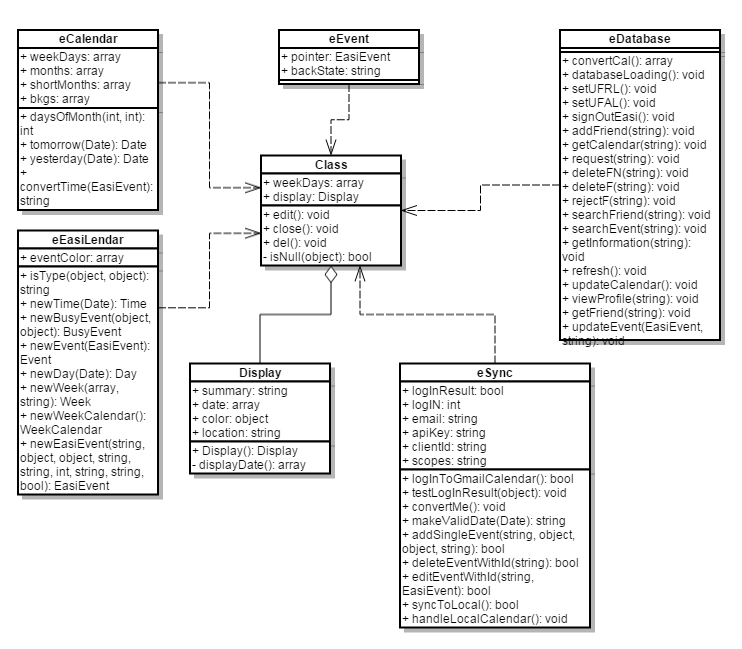 eCalendar
+ weekDays: array
+ months: array
+ shortMonths: array
+ bkgs: array
+ daysOfMonth(int, int):
int
+ tomorrow(Date): Date
+ yesterday(Date): Date
+
convertTime(EasiEvent):
string
eEvent
+ pointer: EasiEvent
+ backState: string
eDatabase
+ convertCal(): array
+ databaseLoading(): void
+ setUFRL(): void
+ setUFAL(): void
+ signOutEasi(): void
+ addFriend(string): void
+ getCalendar(string): void
+ request(string): void
+ deleteFN(string): void
+ deleteF(string): void
+ rejectF(string): void
+ searchFriend(string): void
+ searchEvent(string): void
+ getInformation(string):
void
+ refresh(): void
+ updateCalendar(): void
+ viewProfile(string): void
+ getFriend(string): void
+ updateEvent(EasiEvent,
string): void
Class
+ weekDays: array
+ display: Display
+ edit(): void
+ close(): void
+ del(): void
- isNull(object): bool
eEasiLendar
+ eventColor: array
+ isType(object, object):
string
+ newTime(Date): Time
+ newBusyEvent(object,
object): BusyEvent
+ newEvent(EasiEvent):
Event
+ newDay(Date): Day
+ newWeek(array,
string): Week
+ newWeekCalendar():
WeekCalendar
+ newEasiEvent(string,
object, object, string,
string, int, string, string,
bool): EasiEvent
Display
+ summary: string
+ date: array
+ color: object
+ location: string
+ Display(): Display
- displayDate(): array
eSync
+ logInResult: bool
+ logIN: int
+ email: string
+ apiKey: string
+ clientId: string
+ scopes: string
+ logInToGmailCalendar(): bool
+ testLogInResult(object): void
+ convertMe(): void
+ makeValidDate(Date): string
+ addSingleEvent(string, object,
object, string): bool
+ deleteEventWithId(string): bool
+ editEventWithId(string,
EasiEvent): bool
+ syncToLocal(): bool
+ handleLocalCalendar(): void